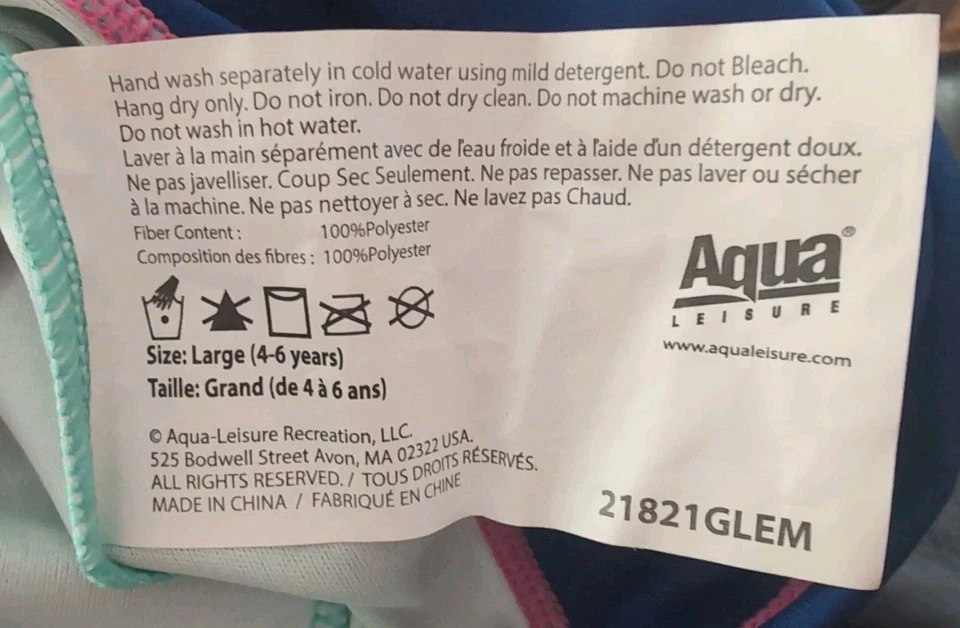 Hand wash separately in cold water using mild detergent. Do not Bleach.
Hang dry only. Do not iron. Do not dry clean. Do not machine wash or dry.
Do not wash in hot water.
Laver à la main séparément avec de l'eau froide et à l'aide d'un détergent doux.
Ne pas javelliser. Coup Sec Seulement. Ne pas repasser. Ne pas laver ou sécher
à la machine. Ne pas nettoyer à sec. Ne lavez pas Chaud.
Fiber Content : 100%Polyester
Composition des fibres : 100%Polyester
Size: Large (4-6 years)
Taille: Grand (de 4 à 6 ans)
© Aqua-Leisure Recreation, LLC.
525 Bodwell Street Avon, MA 02322 USA.
ALL RIGHTS RESERVED. / TOUS DROITS RÉSERVÉS.
MADE IN CHINA / FABRIQUÉ EN CHINE
Aqua®
LEISURE
www.aqualeisure.com
21821GLEM